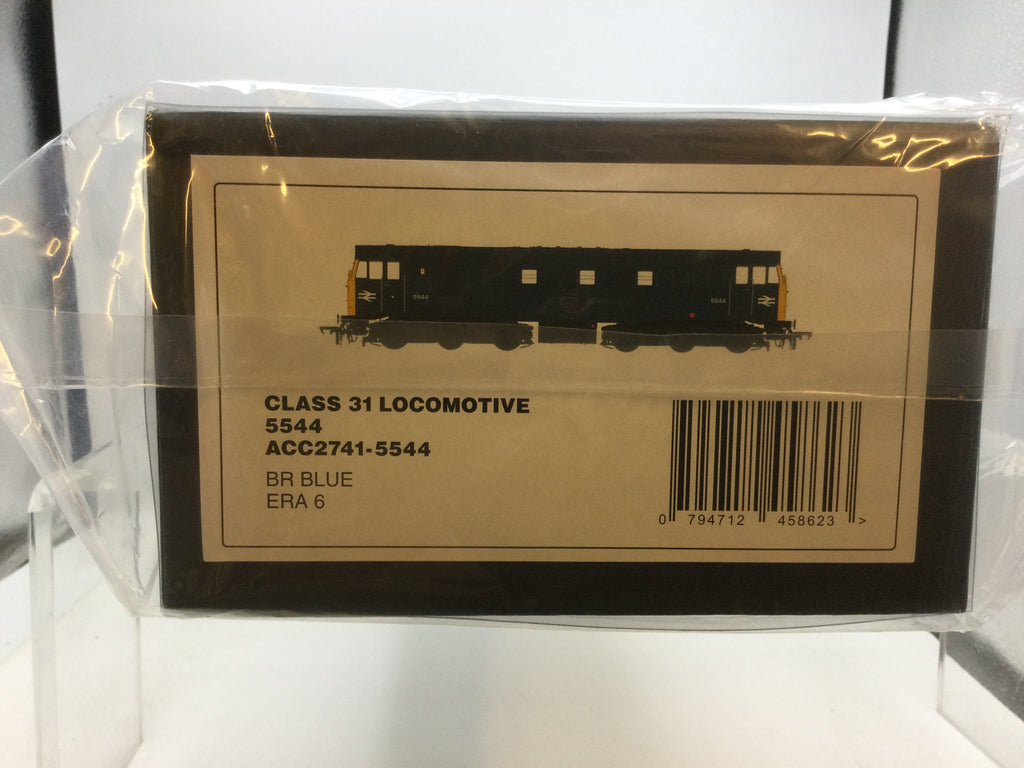 5544 5544
CLASS 31 LOCOMOTIVE
5544
ACC2741-5544
BR BLUE
ERA 6
0 794712 458623 >